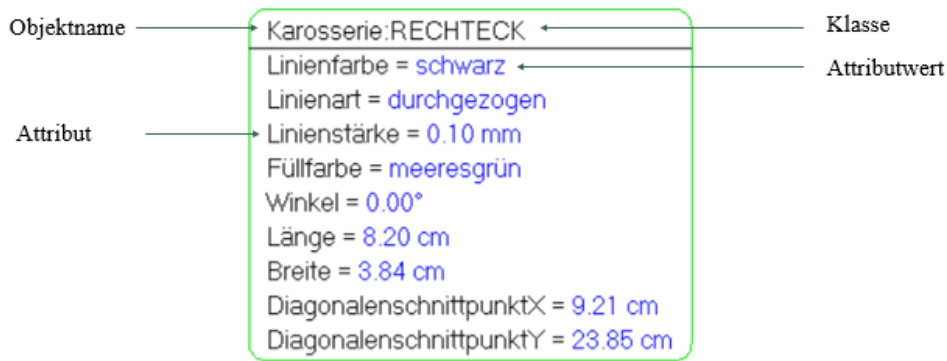 Objektname
Karosserie:RECHTECK
Klasse
Linienfarbe = schwarz
Attributwert
Linienart = durchgezogen
Attribut
Linienstärke = 0.10 mm
Füllfarbe = meeresgrün
Winkel = 0.00°
Länge = 8.20 cm
Breite = 3.84 cm
DiagonalenschnittpunktX = 9.21 cm
DiagonalenschnittpunktY = 23.85 cm